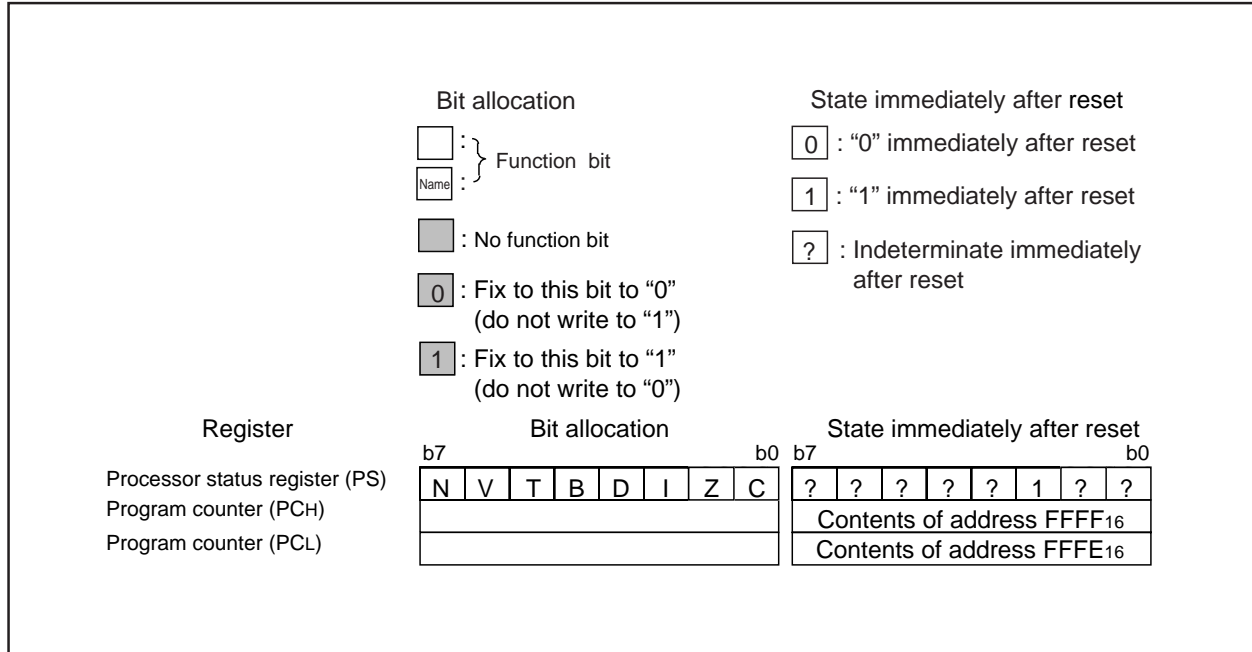 Bit allocation
:
Function bit
Name :
: No function bit
0 : Fix to this bit to “0”
(do not write to “1”)
1 : Fix to this bit to “1”
(do not write to “0”)
State immediately after reset
0 : “0” immediately after reset
1 : “1” immediately after reset
? : Indeterminate immediately
after reset
Register Bit allocation State immediately after reset
b7 b0 b7 b0
Processor status register (PS) N V T B D I Z C ? ? ? ? ? 1 ? ?
Program counter (PCH) Contents of address FFFF16
Program counter (PCL) Contents of address FFFE16